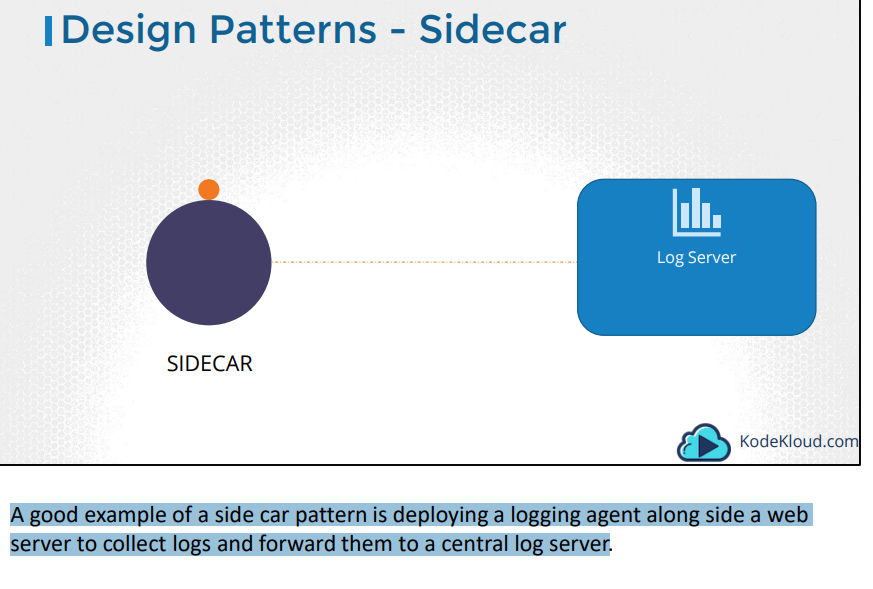 Design Patterns - Sidecar
Log Server
SIDECAR
KodeKloud.com
A good example of a side car pattern is deploying a logging agent along side a web
server to collect logs and forward them to a central log server.